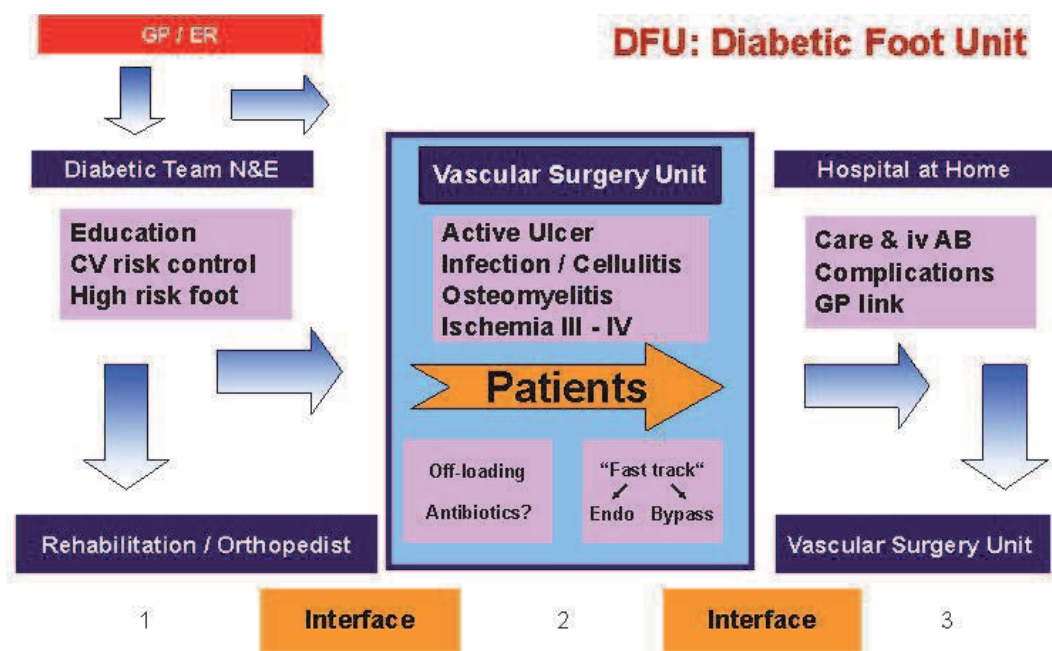 GP / ER
DFU: Diabetic Foot Unit
Diabetic Team N&E
Education
CV risk control
High risk foot
Rehabilitation / Orthopedist
Vascular Surgery Unit
Active Ulcer
Infection / Cellulitis
Osteomyelitis
Ischemia III - IV
Patients
Off-loading
Antibiotics?
"Fast track"
Endo Bypass
Hospital at Home
Care & iv AB
Complications
GP link
Vascular Surgery Unit
1 Interface 2 Interface 3